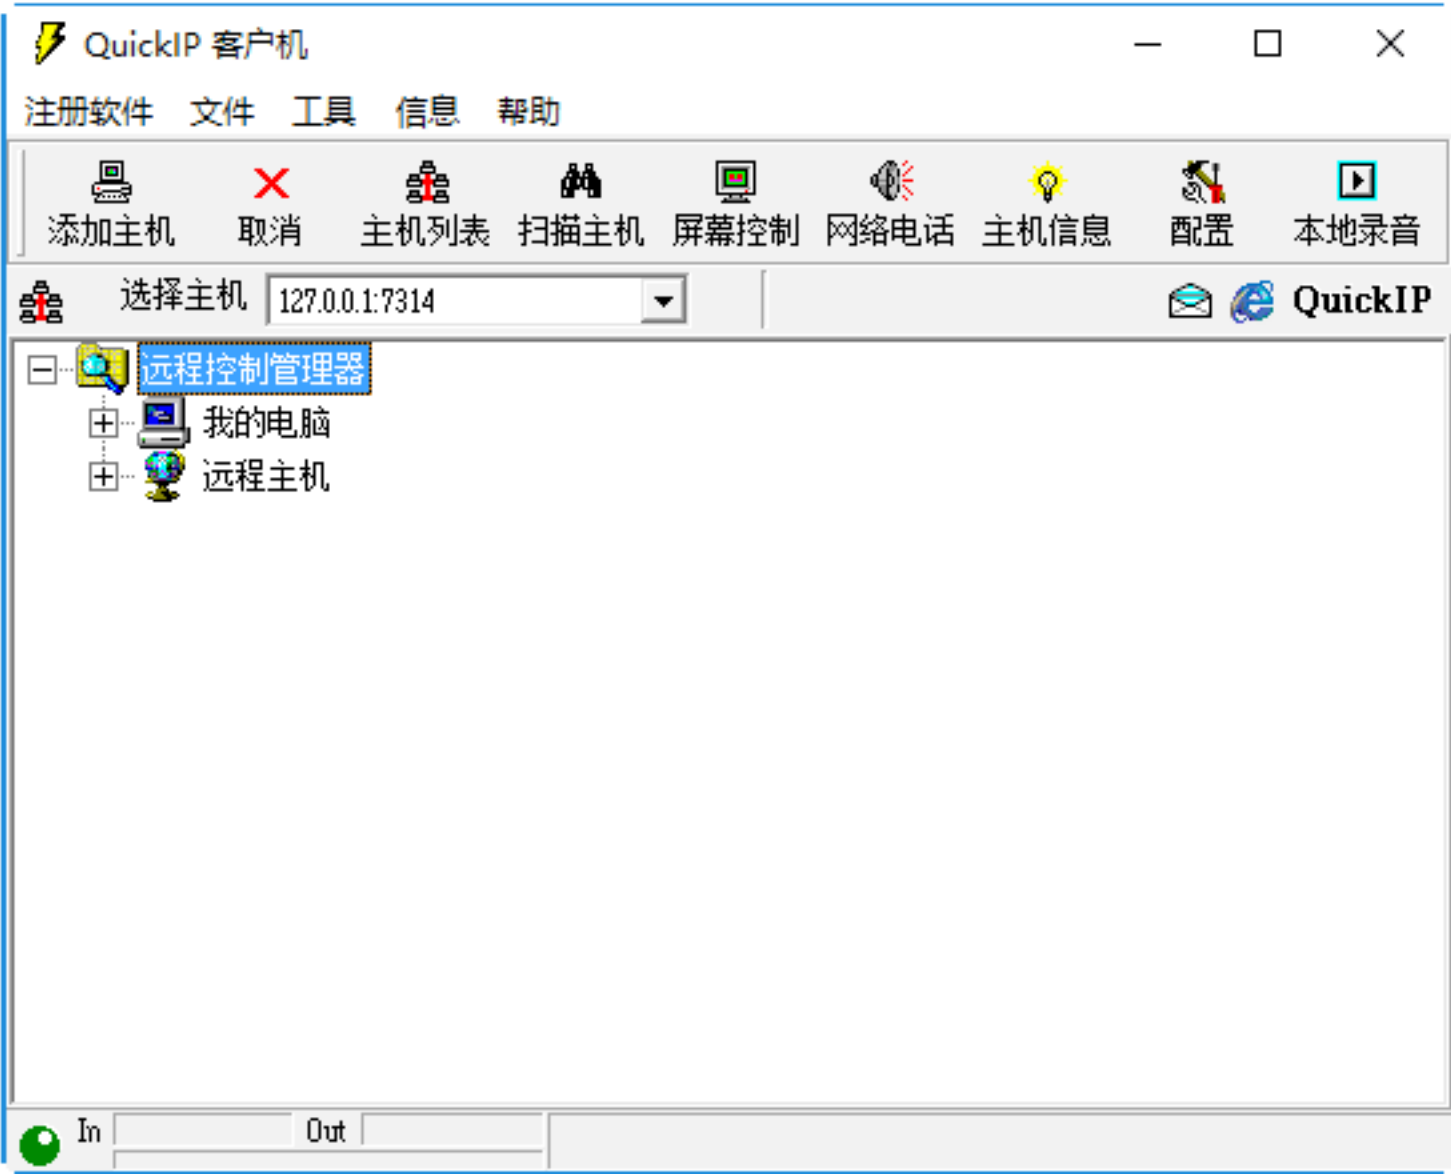 QuickIP 客户机
注册软件 文件 工具 信息 帮助
添加主机 取消 主机列表 扫描主机 屏幕控制 网络电话 主机信息 配置 本地录音
选择主机 127.0.0.1:7314 QuickIP
远程控制管理器
我的电脑
远程主机
In Out